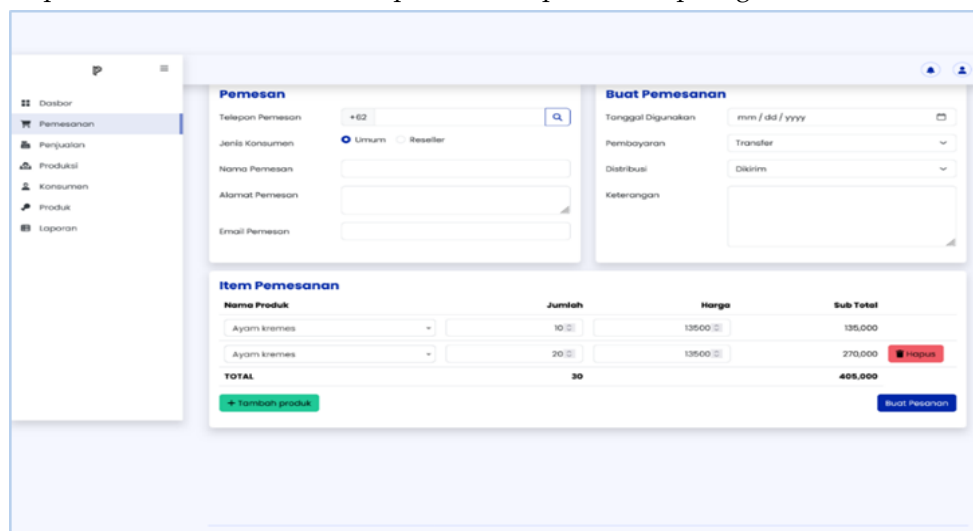 Dasbor
Pemesanan
Penjualan
Produksi
Konsumen
Produk
Laporan
Pemesan
Telepon Pemesan +62
Jenis Konsumen Umum Reseller
Nama Pemesan
Alamat Pemesan
Email Pemesan
Buat Pemesanan
Tanggal Digunakan mm / dd / yyyy
Pembayaran Transfer
Distribusi Dikirim
Keterangan
Item Pemesanan
Nama Produk Jumlah Harga Sub Total
Ayam kremes 10 13500 135,000
Ayam kremes 20 13500 270,000 Hapus
TOTAL 30 405,000
+ Tambah produk Buat Pesanan